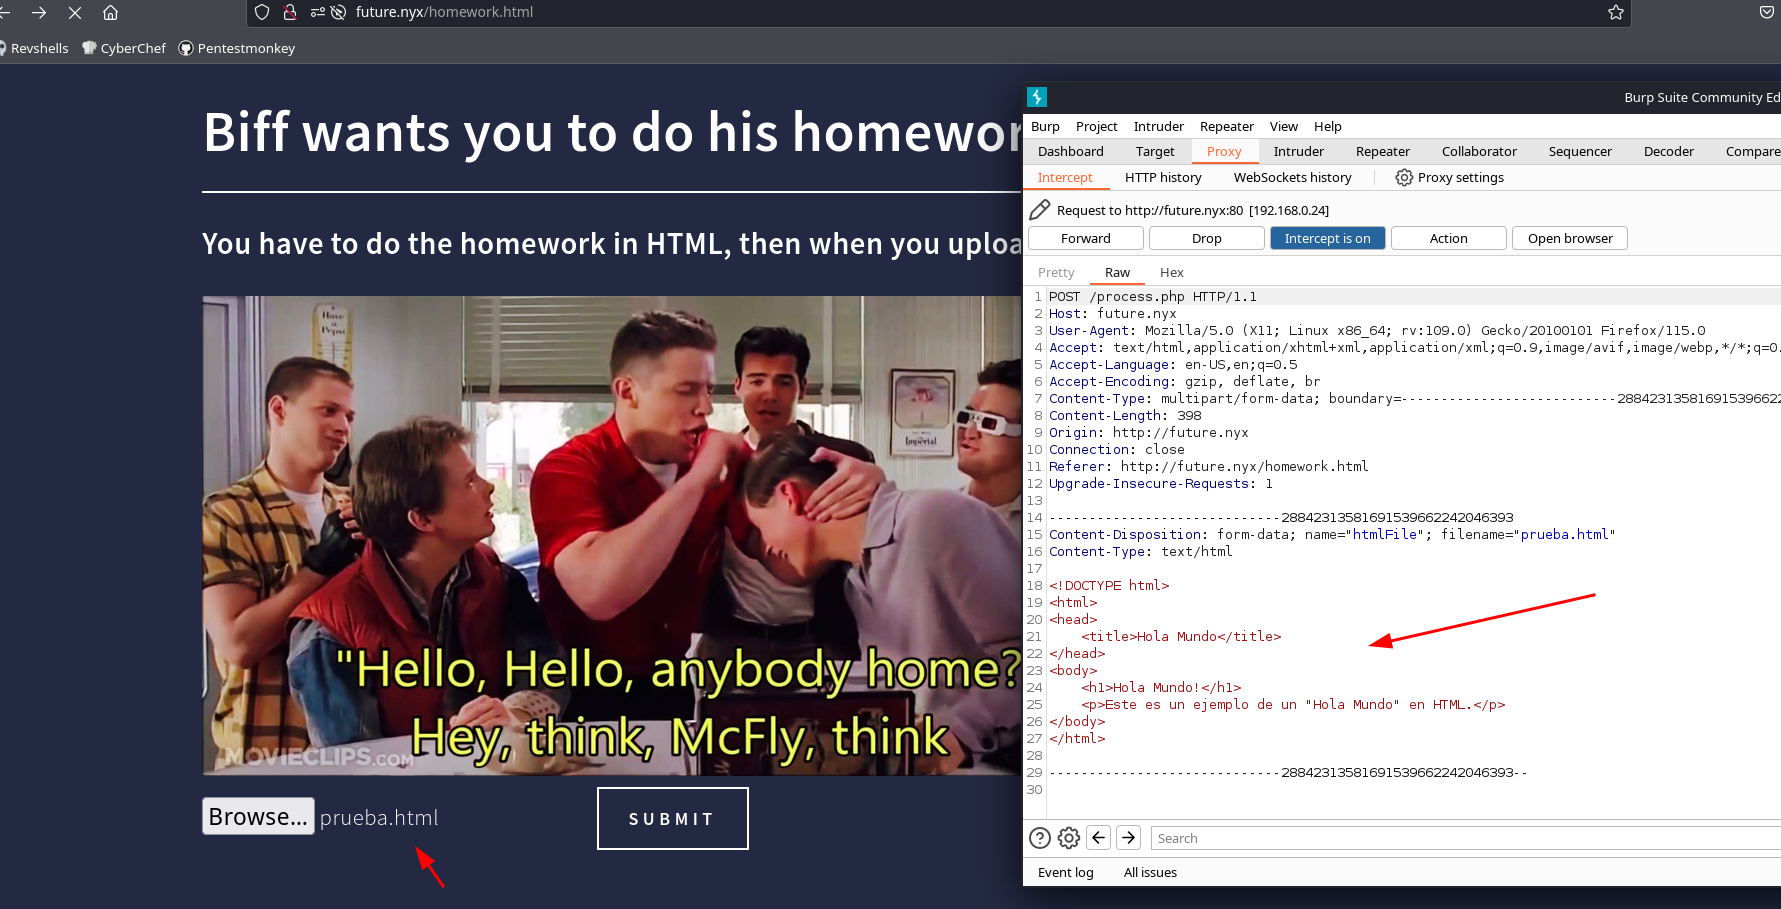 future.nyx/homework.html
Revshells CyberChef Pentestmonkey
Biff wants you to do his homewor
You have to do the homework in HTML, then when you uploa
Have a
Pepsi
Imperial
"Hello, Hello, anybody home?
Hey, think, McFly, think
MOVIECLIPS.COM
Browse... prueba.html
SUBMIT
Burp Suite Community Ed
Burp Project Intruder Repeater View Help
Dashboard Target Proxy Intruder Repeater Collaborator Sequencer Decoder Compare
Intercept HTTP history WebSockets history Proxy settings
Request to http://future.nyx:80 [192.168.0.24]
Forward Drop Intercept is on Action Open browser
Pretty Raw Hex
1 POST /process.php HTTP/1.1
2 Host: future.nyx
3 User-Agent: Mozilla/5.0 (X11; Linux x86_64; rv:109.0) Gecko/20100101 Firefox/115.0
4 Accept: text/html,application/xhtml+xml,application/xml;q=0.9,image/avif,image/webp,*/*;q=0.
5 Accept-Language: en-US,en;q=0.5
6 Accept-Encoding: gzip, deflate, br
7 Content-Type: multipart/form-data; boundary=---------------------------288423135816915396622
8 Content-Length: 398
9 Origin: http://future.nyx
10 Connection: close
11 Referer: http://future.nyx/homework.html
12 Upgrade-Insecure-Requests: 1
13
14 -----------------------------28842313581691539662242046393
15 Content-Disposition: form-data; name="htmlFile"; filename="prueba.html"
16 Content-Type: text/html
17
18 <!DOCTYPE html>
19 <html>
20 <head>
21     <title>Hola Mundo</title>
22 </head>
23 <body>
24     <h1>Hola Mundo!</h1>
25     <p>Este es un ejemplo de un "Hola Mundo" en HTML.</p>
26 </body>
27 </html>
28
29 -----------------------------28842313581691539662242046393--
30
Search
Event log All issues